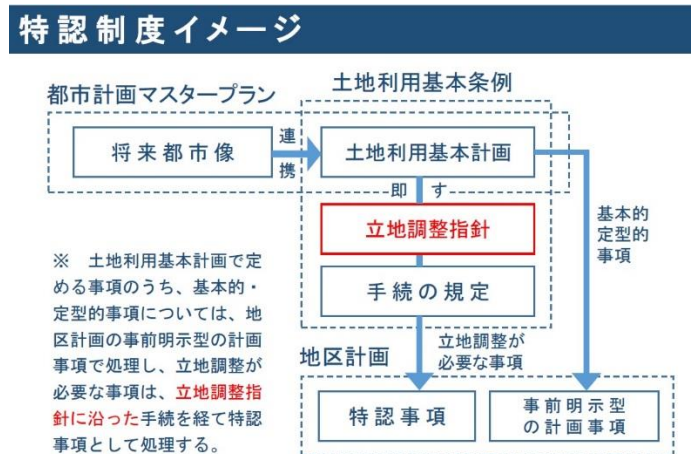 特認制度イメージ
土地利用基本条例
都市計画マスタープラン
将来都市像
連携
土地利用基本計画
即す
立地調整指針
基本的
定型的
事項
手続の規定
※　土地利用基本計画で定
める事項のうち、基本的・
定型的事項については、地
区計画の事前明示型の計画
事項で処理し、立地調整が
必要な事項は、立地調整指
針に沿った手続を経て特認
事項として処理する。
立地調整が
必要な事項
地区計画
特認事項
事前明示型
の計画事項